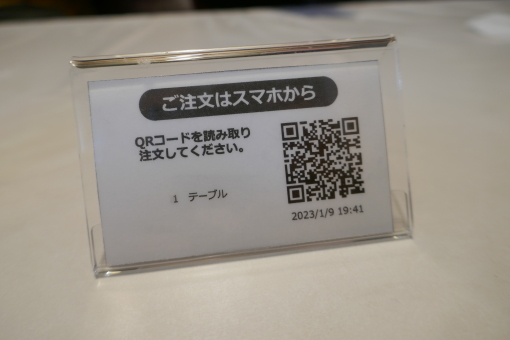 ご注文はスマホから
QRコードを読み取り
注文してください。
1 テーブル
2023/1/9 19:41